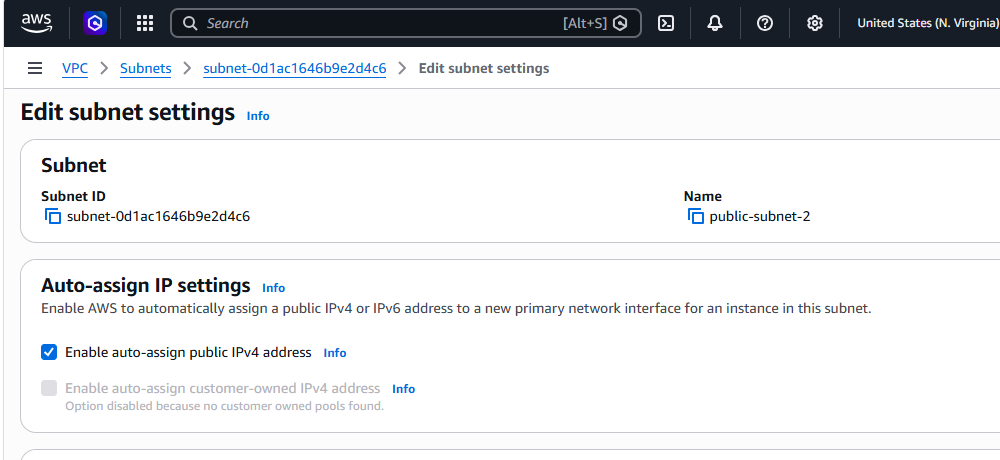 aws Search [Alt+S] United States (N. Virginia)
VPC > Subnets > subnet-0d1ac1646b9e2d4c6 > Edit subnet settings
Edit subnet settings Info
Subnet
Subnet ID Name
subnet-0d1ac1646b9e2d4c6 public-subnet-2
Auto-assign IP settings Info
Enable AWS to automatically assign a public IPv4 or IPv6 address to a new primary network interface for an instance in this subnet.
Enable auto-assign public IPv4 address Info
Enable auto-assign customer-owned IPv4 address Info
Option disabled because no customer owned pools found.